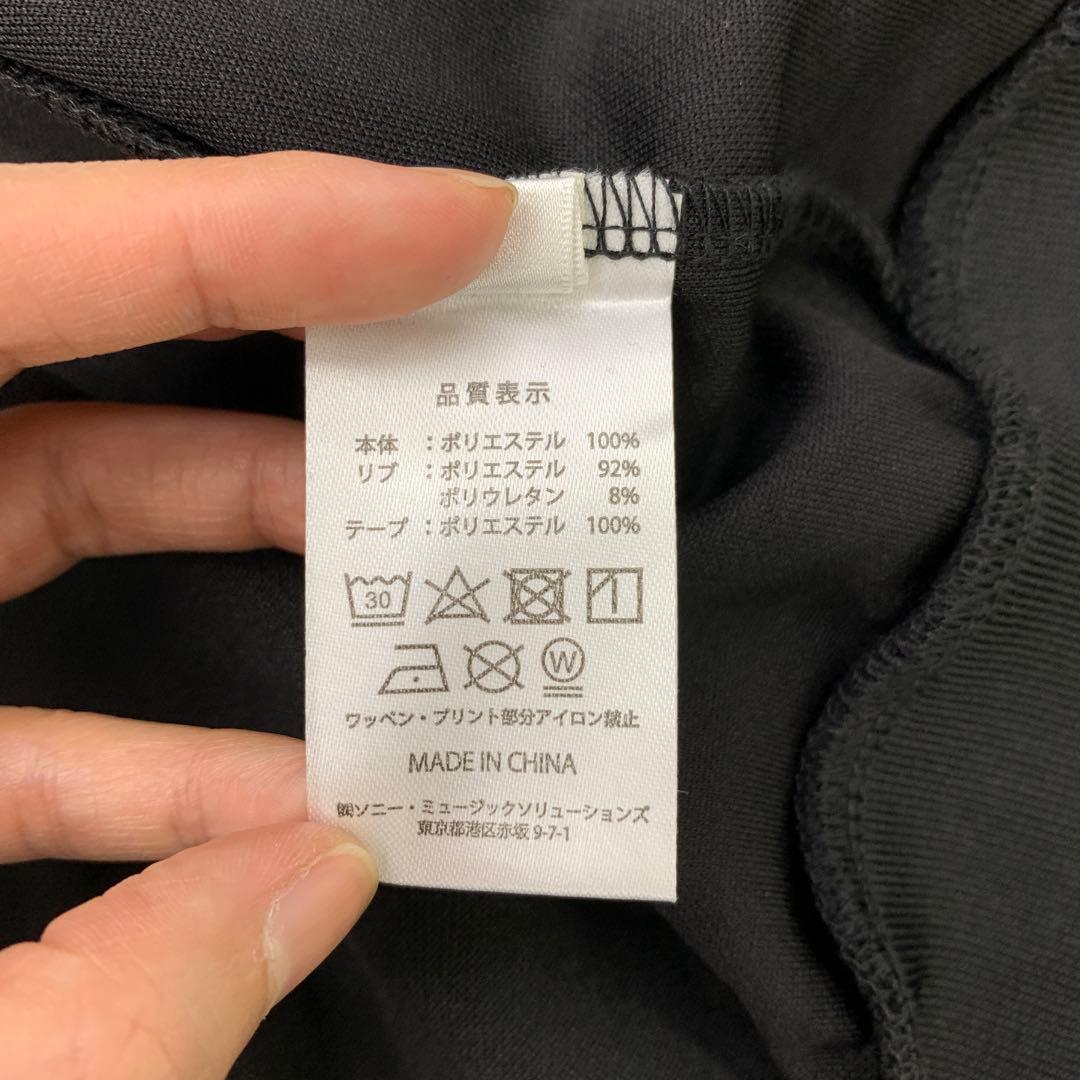 品質表示
本体 ：ポリエステル 100%
リブ ：ポリエステル 92%
ポリウレタン 8%
テープ：ポリエステル 100%
30
W
ワッペン・プリント部分アイロン禁止
MADE IN CHINA
㈱ソニー・ミュージックソリューションズ
東京都港区赤坂 9-7-1